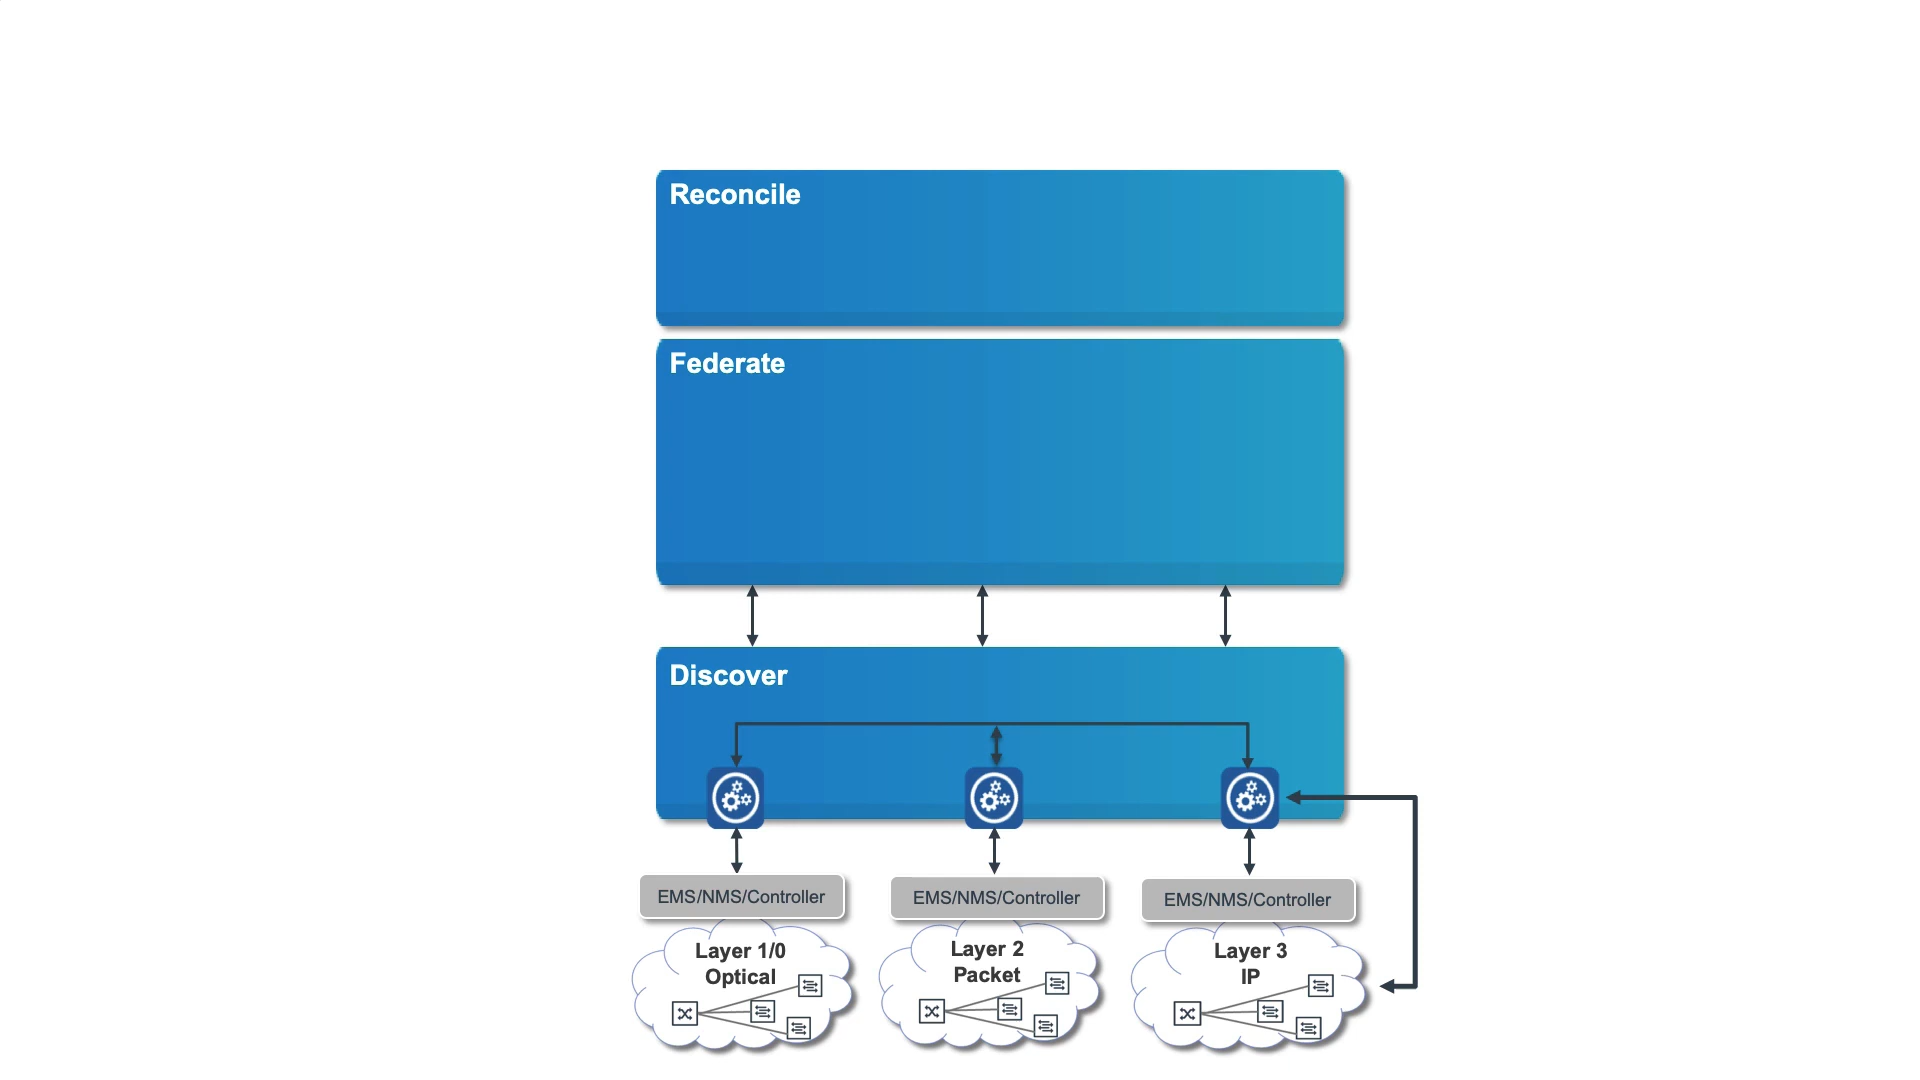 Reconcile
Federate
Discover
EMS/NMS/Controller
EMS/NMS/Controller
EMS/NMS/Controller
Layer 1/0
Optical
Layer 2
Packet
Layer 3
IP